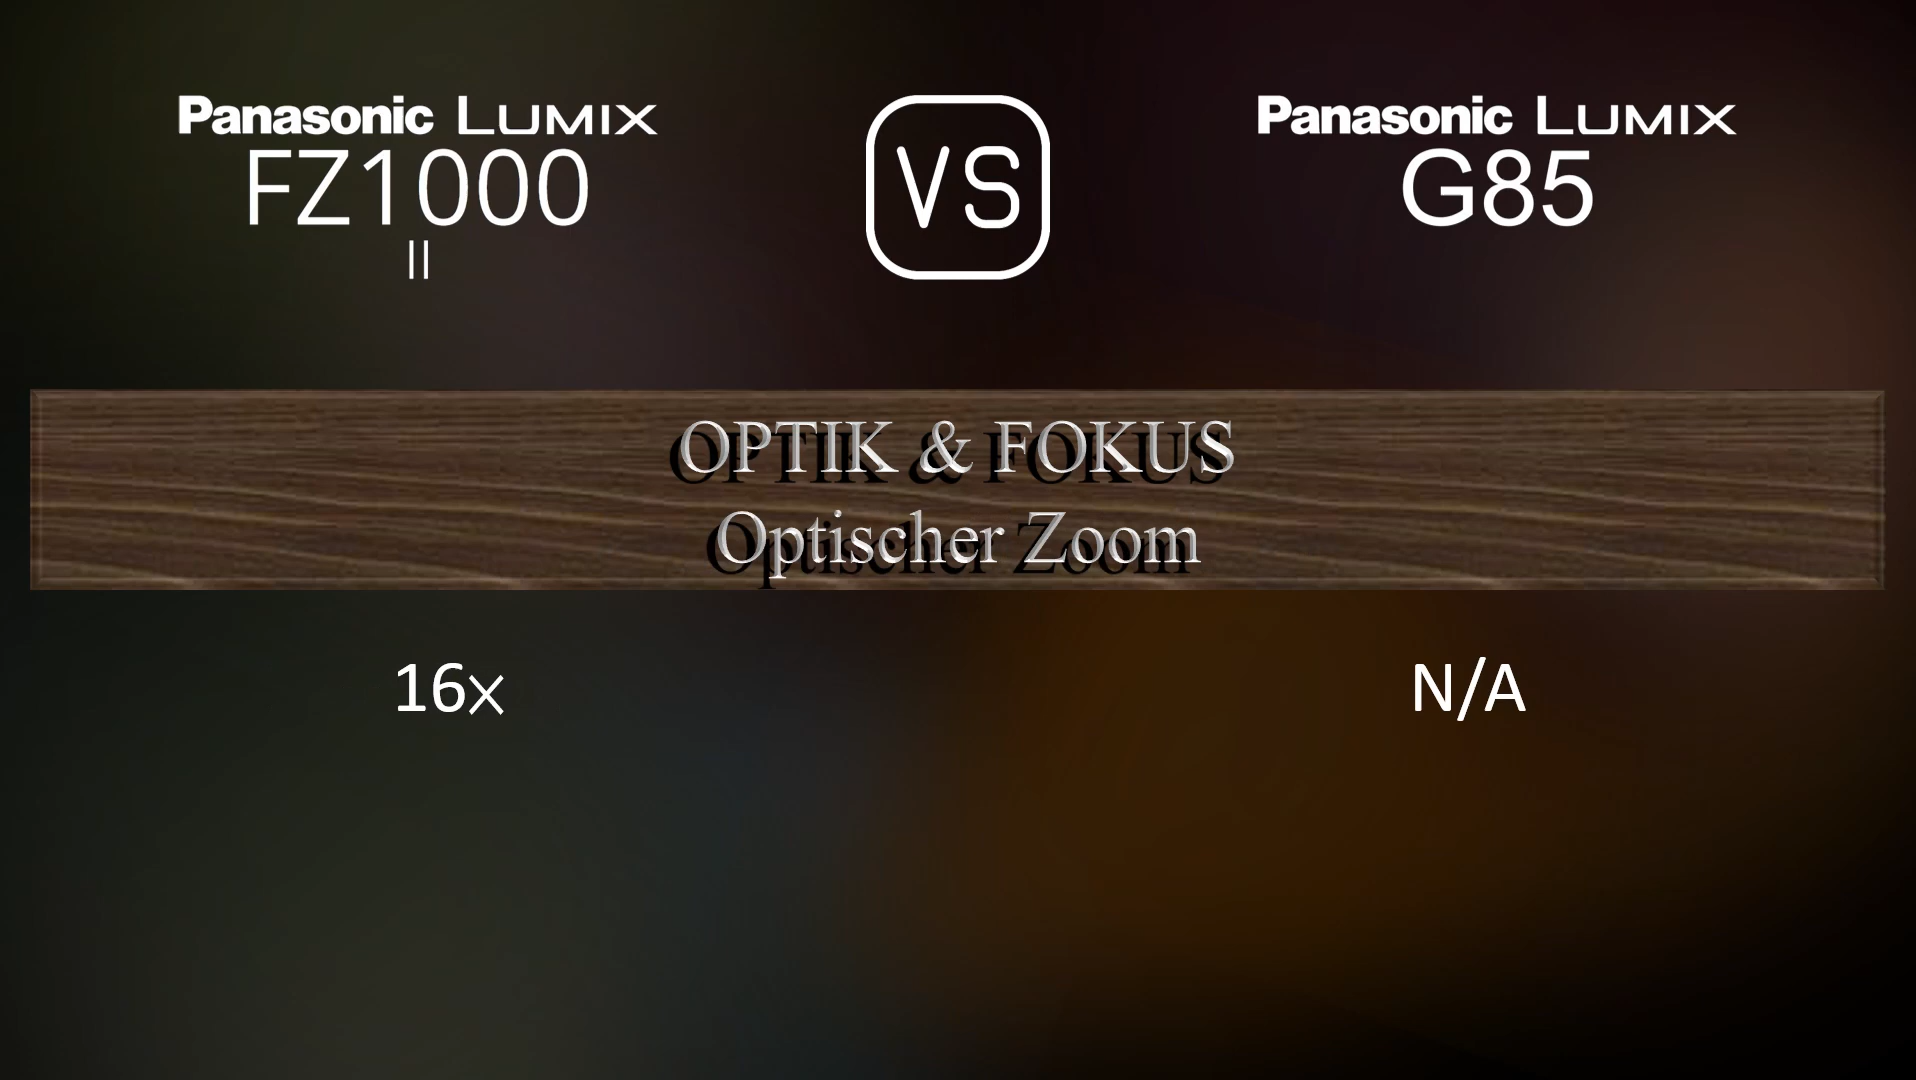 Panasonic LUMIX
FZ1000
II
VS
Panasonic LUMIX
G85
OPTIK & FOKUS
Optischer Zoom
16x
N/A